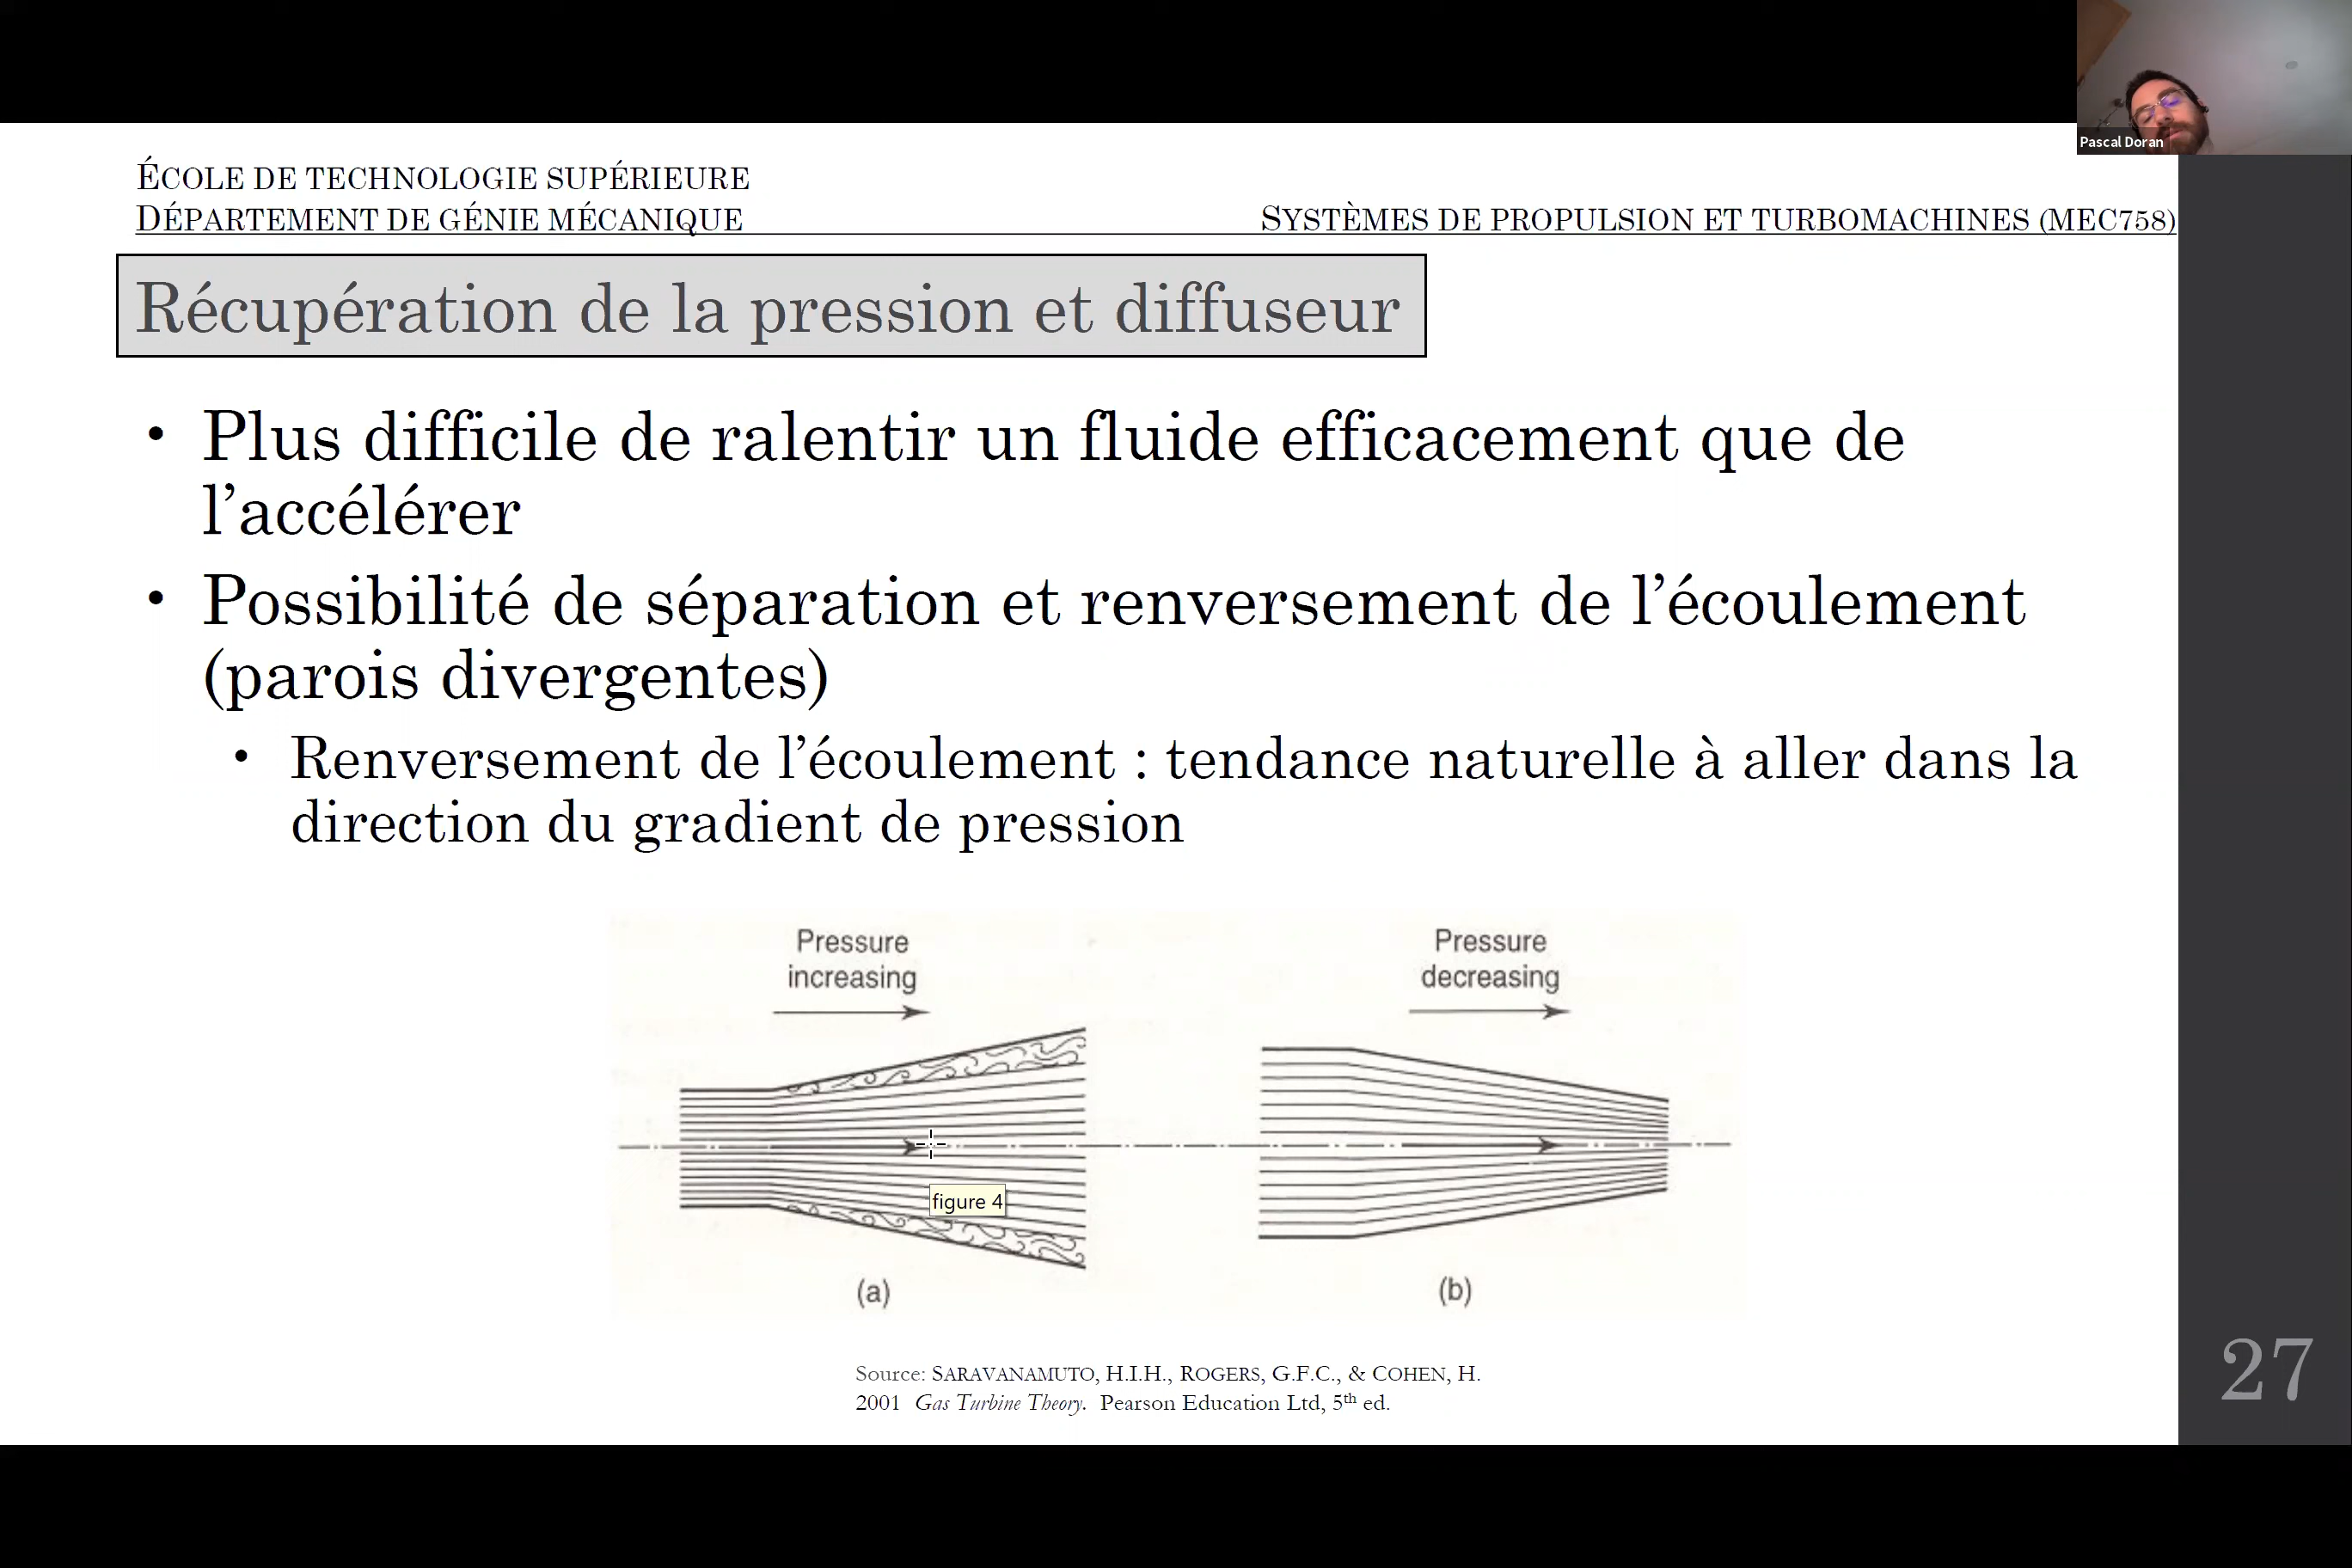 Pascal Doran
ÉCOLE DE TECHNOLOGIE SUPÉRIEURE
DÉPARTEMENT DE GÉNIE MÉCANIQUE
SYSTÈMES DE PROPULSION ET TURBOMACHINES (MEC758)
Récupération de la pression et diffuseur
• Plus difficile de ralentir un fluide efficacement que de
l’accélérer
• Possibilité de séparation et renversement de l’écoulement
(parois divergentes)
• Renversement de l’écoulement : tendance naturelle à aller dans la
direction du gradient de pression
Pressure
increasing
Pressure
decreasing
figure 4
(a)
(b)
Source: SARAVANAMUTO, H.I.H., ROGERS, G.F.C., & COHEN, H.
2001 Gas Turbine Theory. Pearson Education Ltd, 5th ed.
27